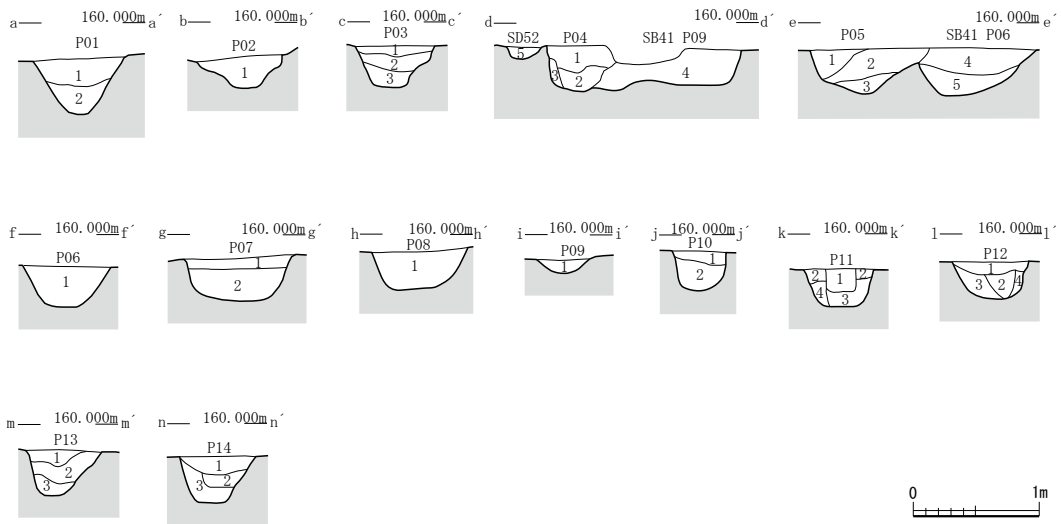 a 160.000m a´
P01
1
2
b 160.000m b´
P02
1
c 160.000m c´
P03
1
2
3
d 160.000m d´
SD52 P04 SB41 P09
5 3 1 2 4
e 160.000m e´
P05 SB41 P06
1 2 3 4 5
f 160.000m f´
P06
1
g 160.000m g´
P07
1
2
h 160.000m h´
P08
1
i 160.000m i´
P09
1
j 160.000m j´
P10
1
2
k 160.000m k´
P11
2 1 2
4 3
l 160.000m l´
P12
1
3 2 4
m 160.000m m´
P13
1
2
3
n 160.000m n´
P14
1
3 2
0 1m